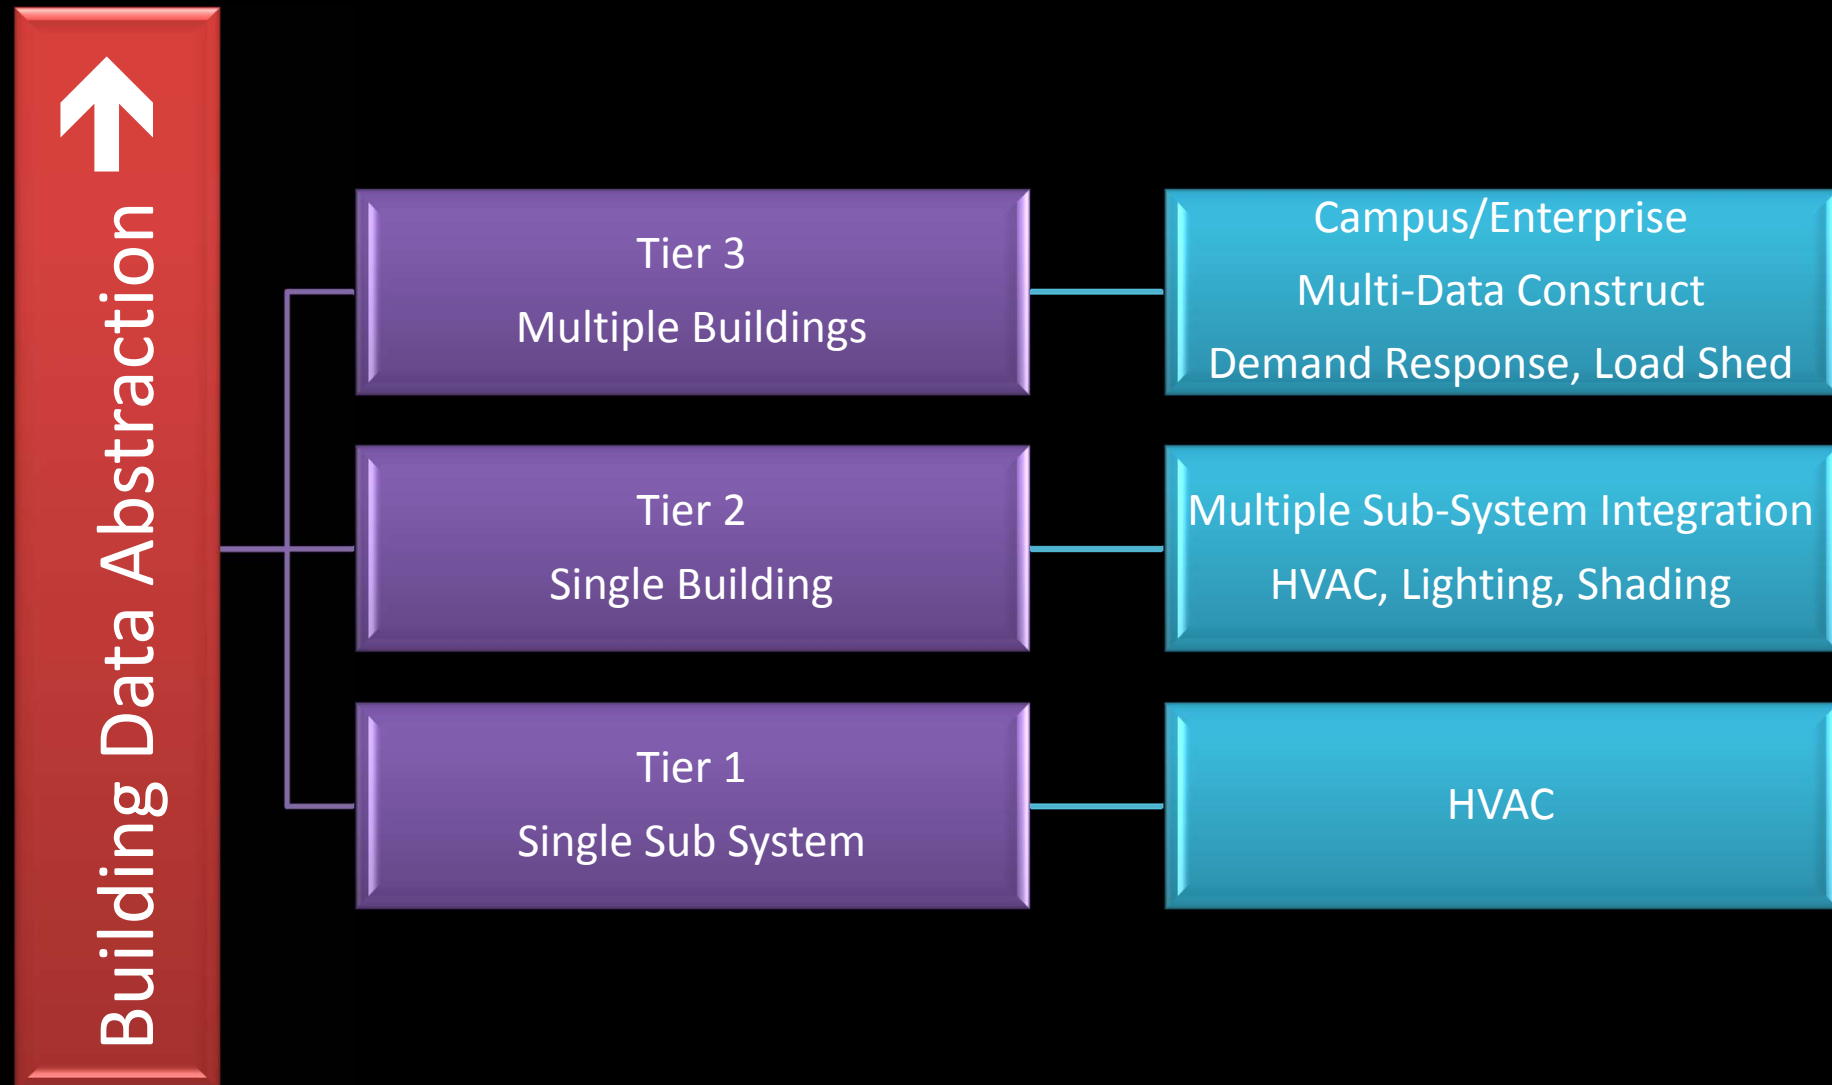 Building Data Abstraction
Tier 3
Multiple Buildings
Campus/Enterprise
Multi-Data Construct
Demand Response, Load Shed
Tier 2
Single Building
Multiple Sub-System Integration
HVAC, Lighting, Shading
Tier 1
Single Sub System
HVAC